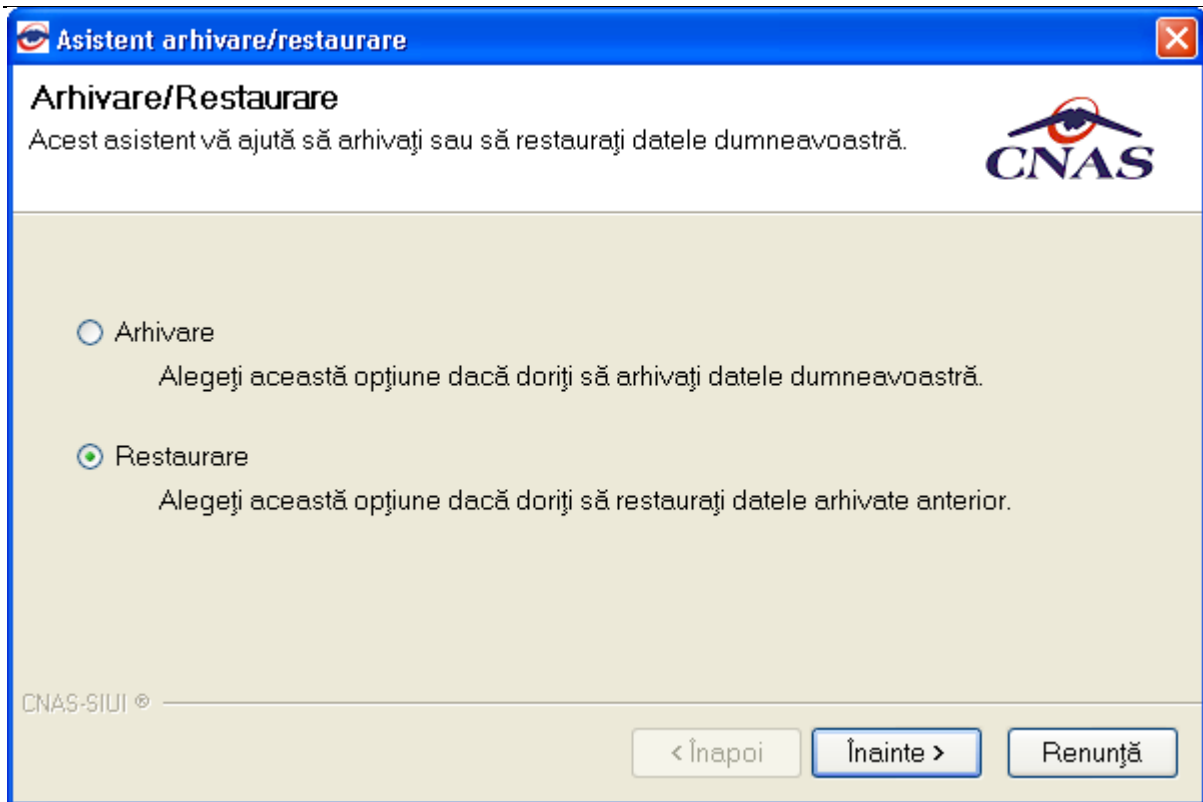 Asistent arhivare/restaurare
Arhivare/Restaurare
Acest asistent vă ajută să arhivaţi sau să restauraţi datele dumneavoastră.
CNAS
Arhivare
Alegeţi această opţiune dacă doriţi să arhivaţi datele dumneavoastră.
Restaurare
Alegeţi această opţiune dacă doriţi să restauraţi datele arhivate anterior.
CNAS-SIUI ®
< Înapoi
Înainte >
Renunţă